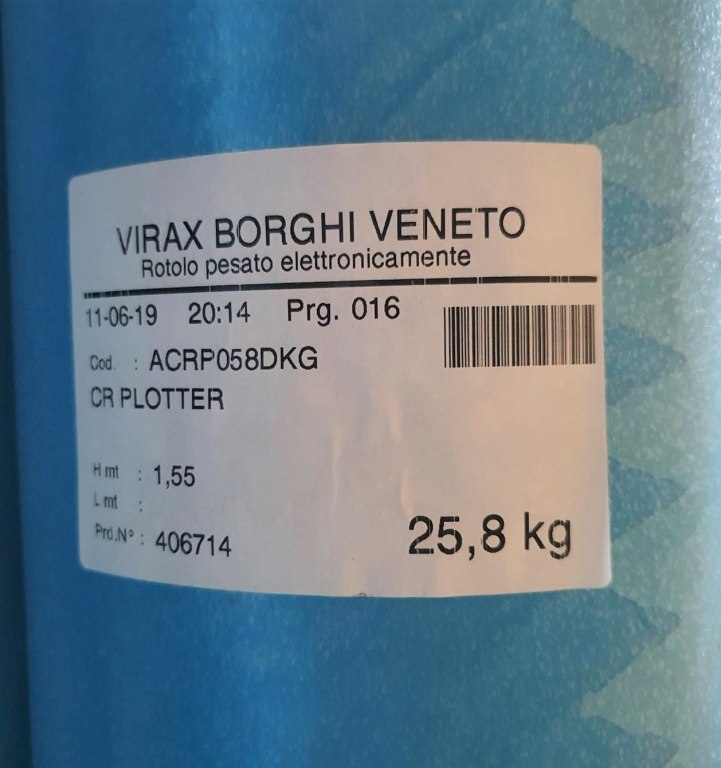 VIRAX BORGHI VENETO
Rotolo pesato elettronicamente
11-06-19 20:14 Prg. 016
Cod. : ACRP058DKG
CR PLOTTER
H mt : 1,55
L mt :
Prd.N° : 406714
25,8 kg